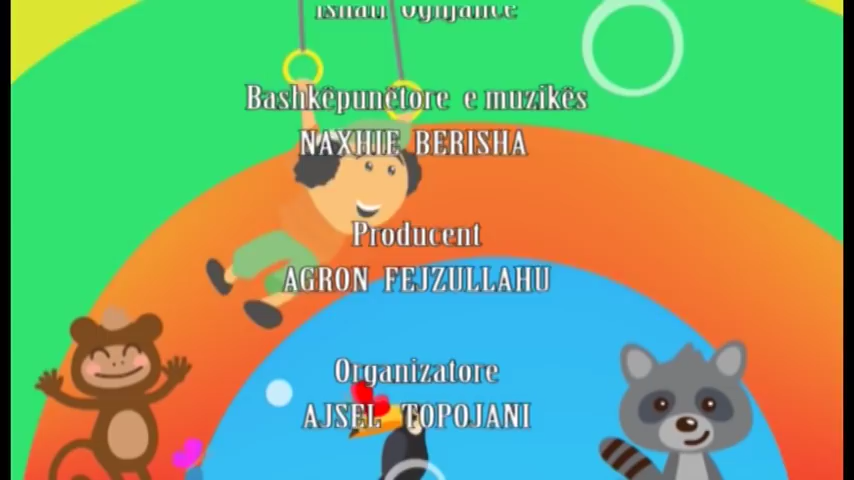 Bashkëpunëtore e muzikës
NAXHIE BERISHA
Producent
AGRON FEJZULLAHU
Organizatore
AJSEL TOPOJANI